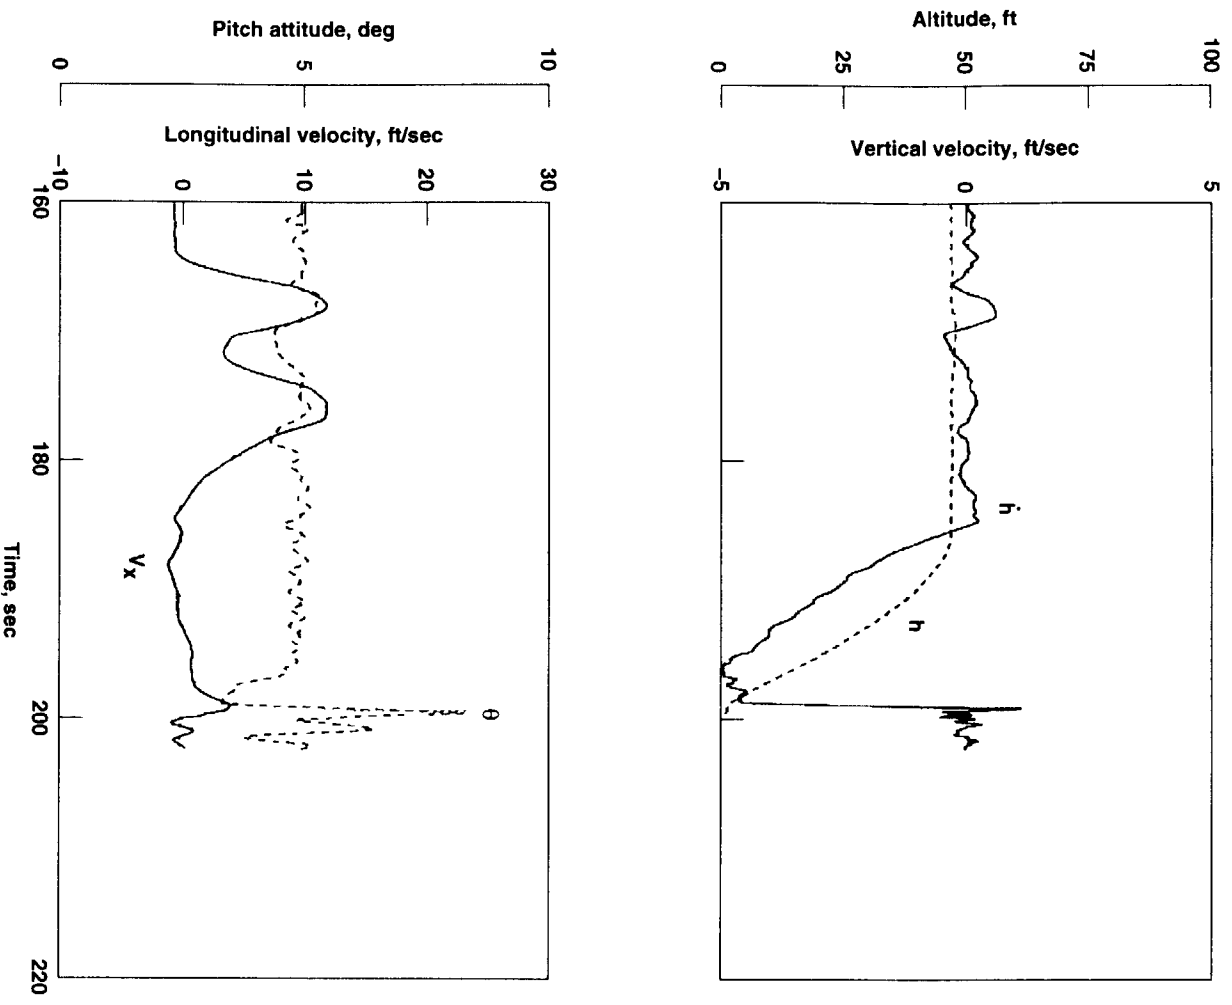 Altitude, ft
0 25 50 75 100
Vertical velocity, ft/sec
-5 0 5
ḣ
h
Pitch attitude, deg
0 5 10
Longitudinal velocity, ft/sec
-10 0 10 20 30
Vx
θ
160 180 200 220
Time, sec